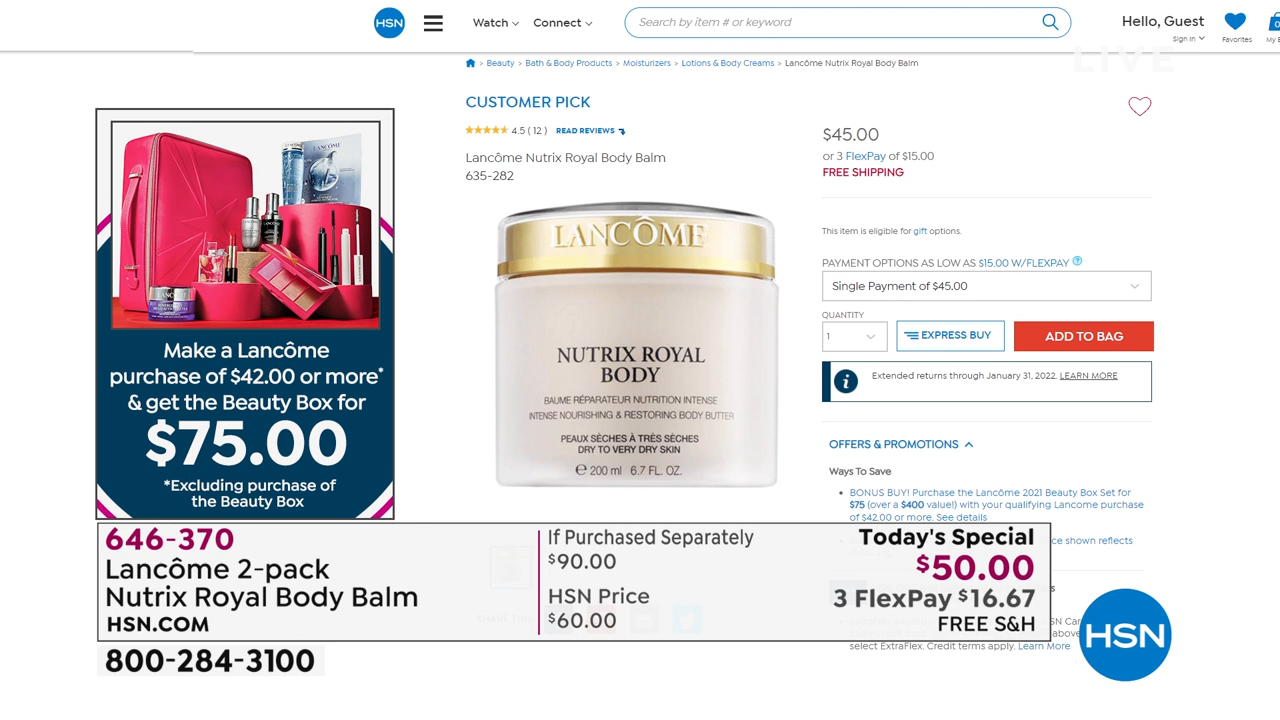 HSN
Watch
Connect
Search by item # or keyword
Hello, Guest
Sign In
Favorites
0
My
LIVE
> Beauty > Bath & Body Products > Moisturizers > Lotions & Body Creams > Lancôme Nutrix Royal Body Balm
CUSTOMER PICK
4.5 ( 12 ) READ REVIEWS
Lancôme Nutrix Royal Body Balm
635-282
LANCÔME
NUTRIX ROYAL
BODY
BAUME RÉPARATEUR NUTRITION INTENSE
INTENSE NOURISHING & RESTORING BODY BUTTER
PEAUX SÈCHES À TRÈS SÈCHES
DRY TO VERY DRY SKIN
℮ 200 ml 6.7 FL. OZ.
$45.00
or 3 FlexPay of $15.00
FREE SHIPPING
This item is eligible for gift options.
PAYMENT OPTIONS AS LOW AS $15.00 W/FLEXPAY ?
Single Payment of $45.00
QUANTITY
1
EXPRESS BUY
ADD TO BAG
i
Extended returns through January 31, 2022. LEARN MORE
OFFERS & PROMOTIONS
Ways To Save
• BONUS BUY! Purchase the Lancôme 2021 Beauty Box Set for
$75 (over a $400 value!) with your qualifying Lancome purchase
of $42.00 or more. See details
ce shown reflects
select ExtraFlex. Credit terms apply. Learn More
LANCÔME
Make a Lancôme
purchase of $42.00 or more*
& get the Beauty Box for
$75.00
*Excluding purchase of
the Beauty Box
646-370
Lancôme 2-pack
Nutrix Royal Body Balm
HSN.COM
If Purchased Separately
$90.00
HSN Price
$60.00
Today's Special
$50.00
3 FlexPay $16.67
FREE S&H
800-284-3100
HSN